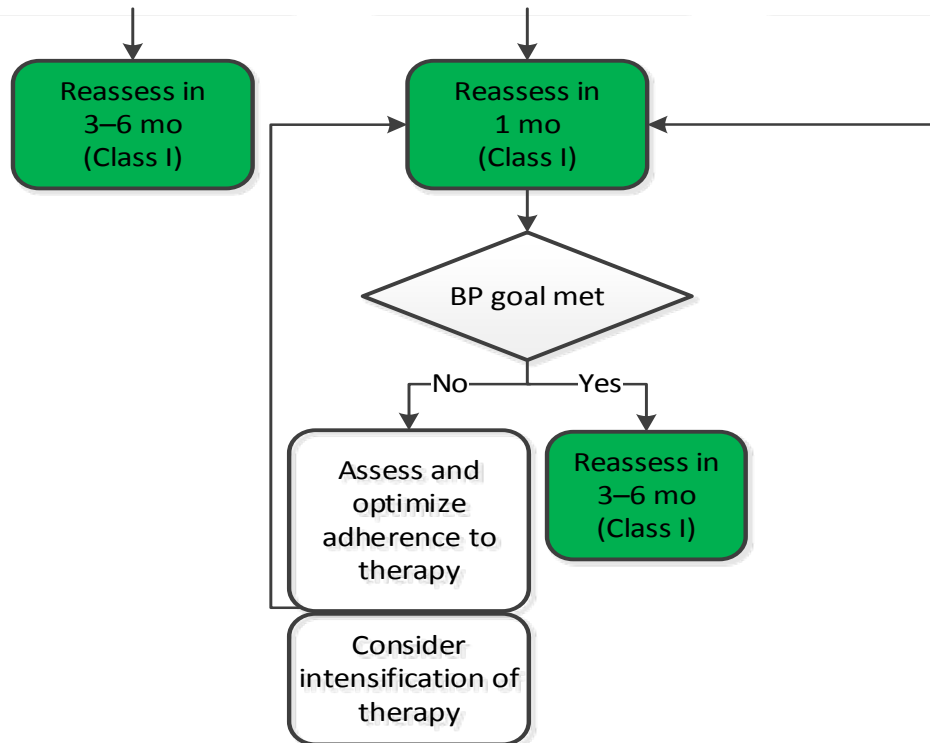 Reassess in
3–6 mo
(Class I)
Reassess in
1 mo
(Class I)
BP goal met
No
Yes
Assess and
optimize
adherence to
therapy
Reassess in
3–6 mo
(Class I)
Consider
intensification of
therapy